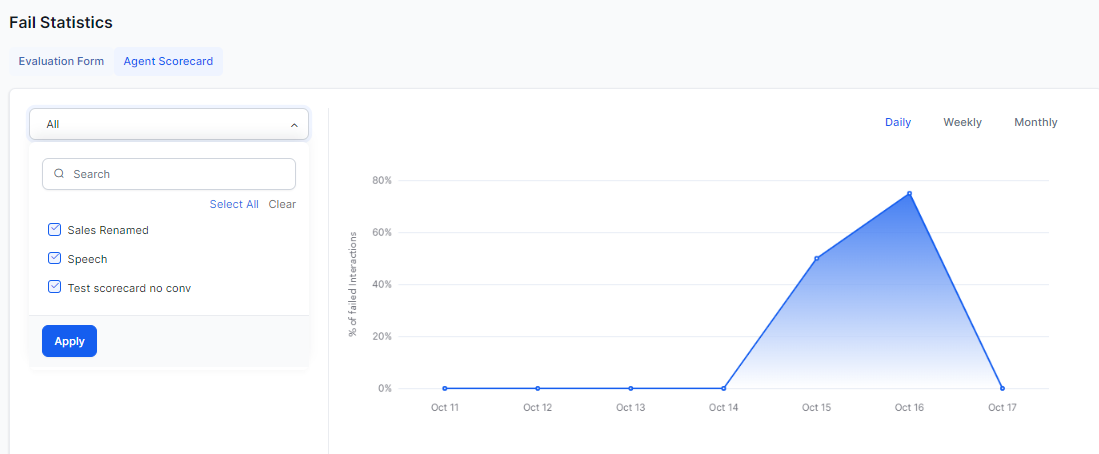 Fail Statistics
Evaluation Form
Agent Scorecard
All
Search
Select All
Clear
Sales Renamed
Speech
Test scorecard no conv
Apply
Daily
Weekly
Monthly
% of failed Interactions
80%
60%
40%
20%
0%
Oct 11
Oct 12
Oct 13
Oct 14
Oct 15
Oct 16
Oct 17